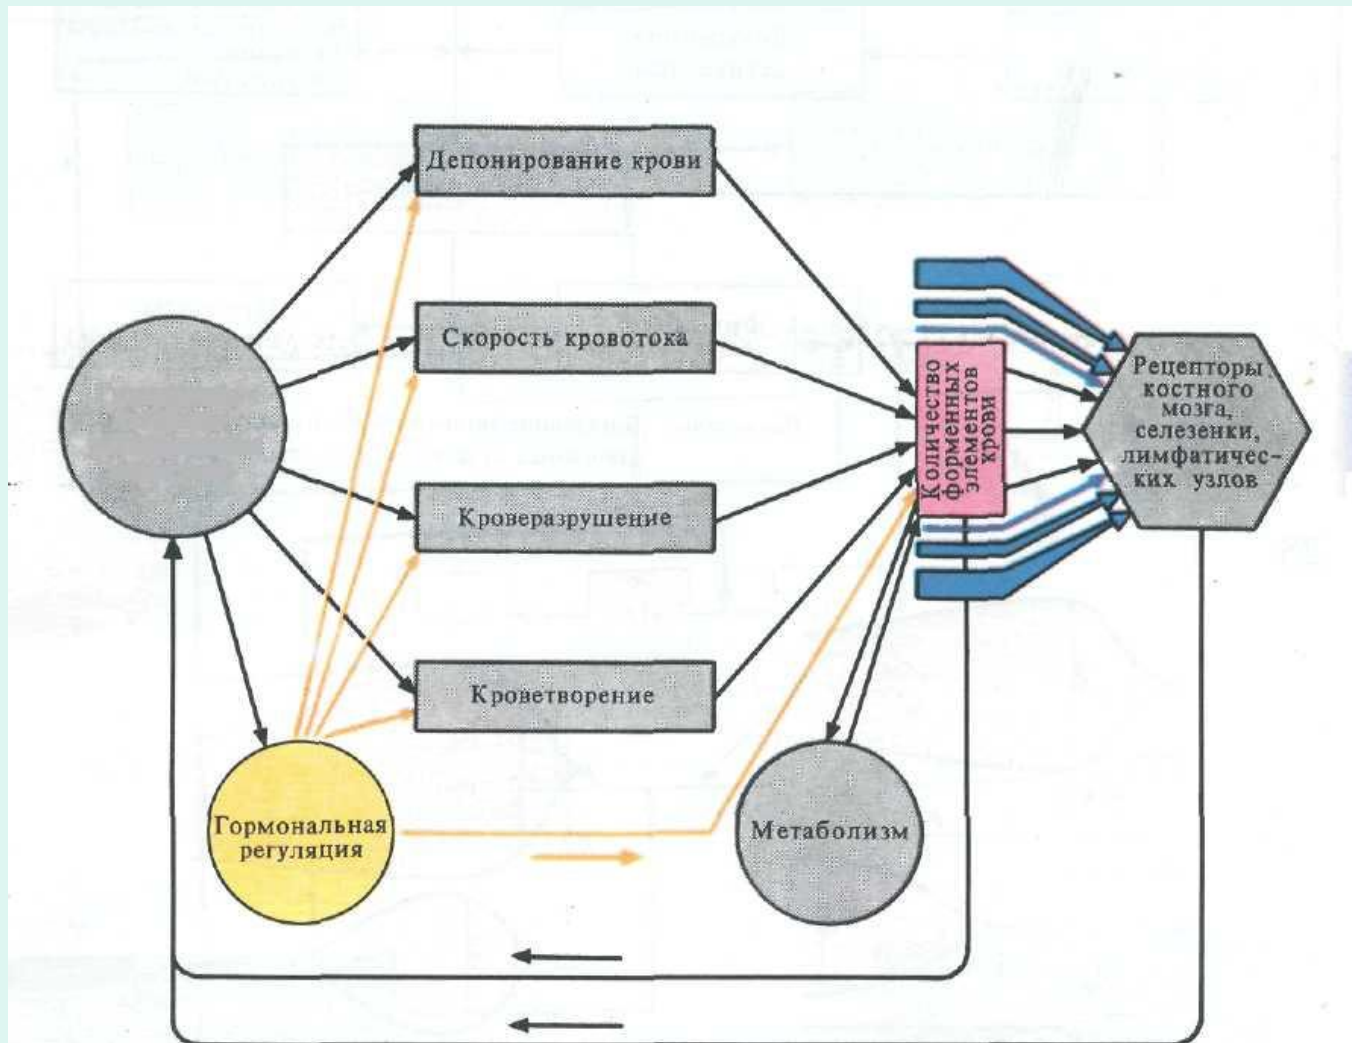 Депонирование крови
Скорость кровотока
Кроверазрушение
Кроветворение
Гормональная
регуляция
Метаболизм
Количество
форменных
элементов
крови
Рецепторы
костного
мозга,
селезенки,
лимфатичес-
ких узлов